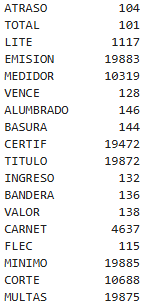 ATRASO 104
TOTAL 101
LITE 1117
EMISION 19883
MEDIDOR 10319
VENCE 128
ALUMBRADO 146
BASURA 144
CERTIF 19472
TITULO 19872
INGRESO 132
BANDERA 136
VALOR 138
CARNET 4637
FLEC 115
MINIMO 19885
CORTE 10688
MULTAS 19875